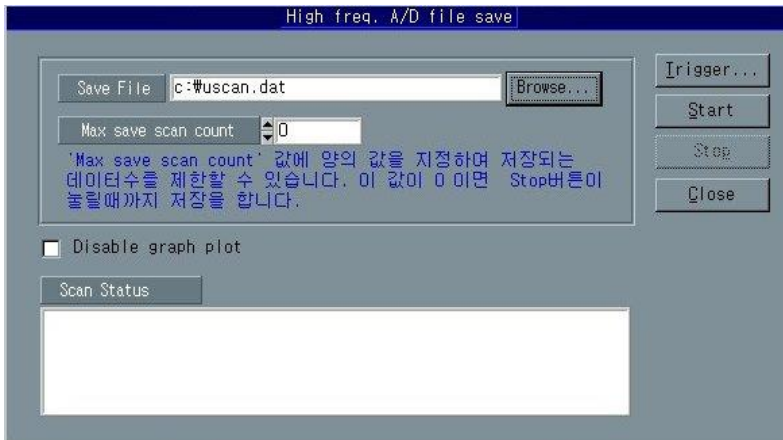 High freq. A/D file save
Save File c:₩uscan.dat Browse...
Trigger...
Max save scan count 0
Start
'Max save scan count' 값에 양의 값을 지정하여 저장되는
데이터수를 제한할 수 있습니다. 이 값이 0 이면 Stop버튼이
눌릴때까지 저장을 합니다.
Stop
Close
Disable graph plot
Scan Status